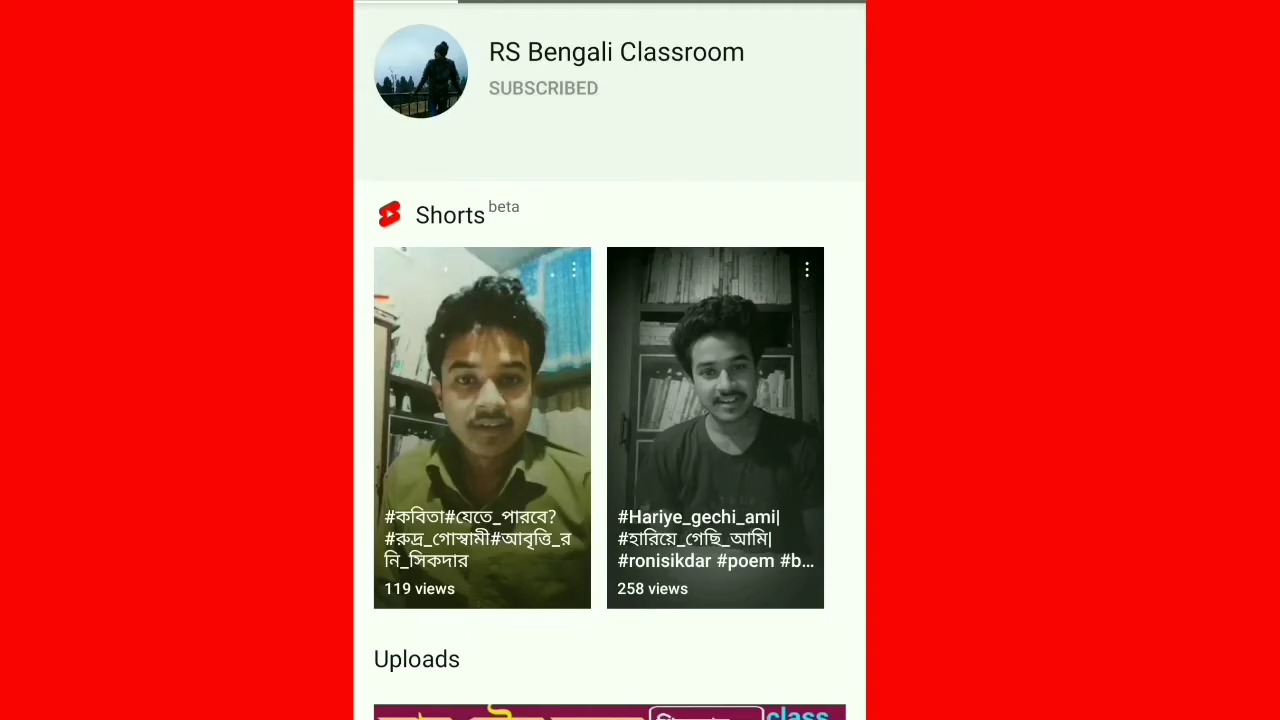 RS Bengali Classroom
SUBSCRIBED
Shorts beta
#কবিতা#যেতে_পারবে?
#রুদ্র_গোস্বামী#আবৃত্তি_র
নি_সিকদার
119 views
#Hariye_gechi_ami|
#হারিয়ে_গেছি_আমি|
#ronisikdar #poem #b...
258 views
Uploads
class